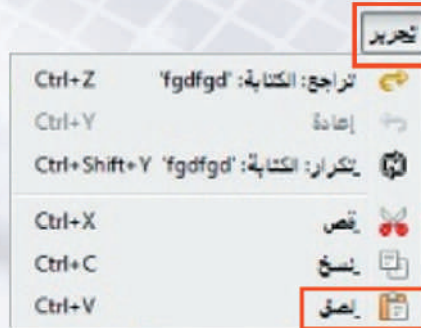 تحرير
تراجع: الكتابة: 'fgdfgd' Ctrl+Z
إعادة Ctrl+Y
تكرار: الكتابة: 'fgdfgd' Ctrl+Shift+Y
قص Ctrl+X
نسخ Ctrl+C
لصق Ctrl+V